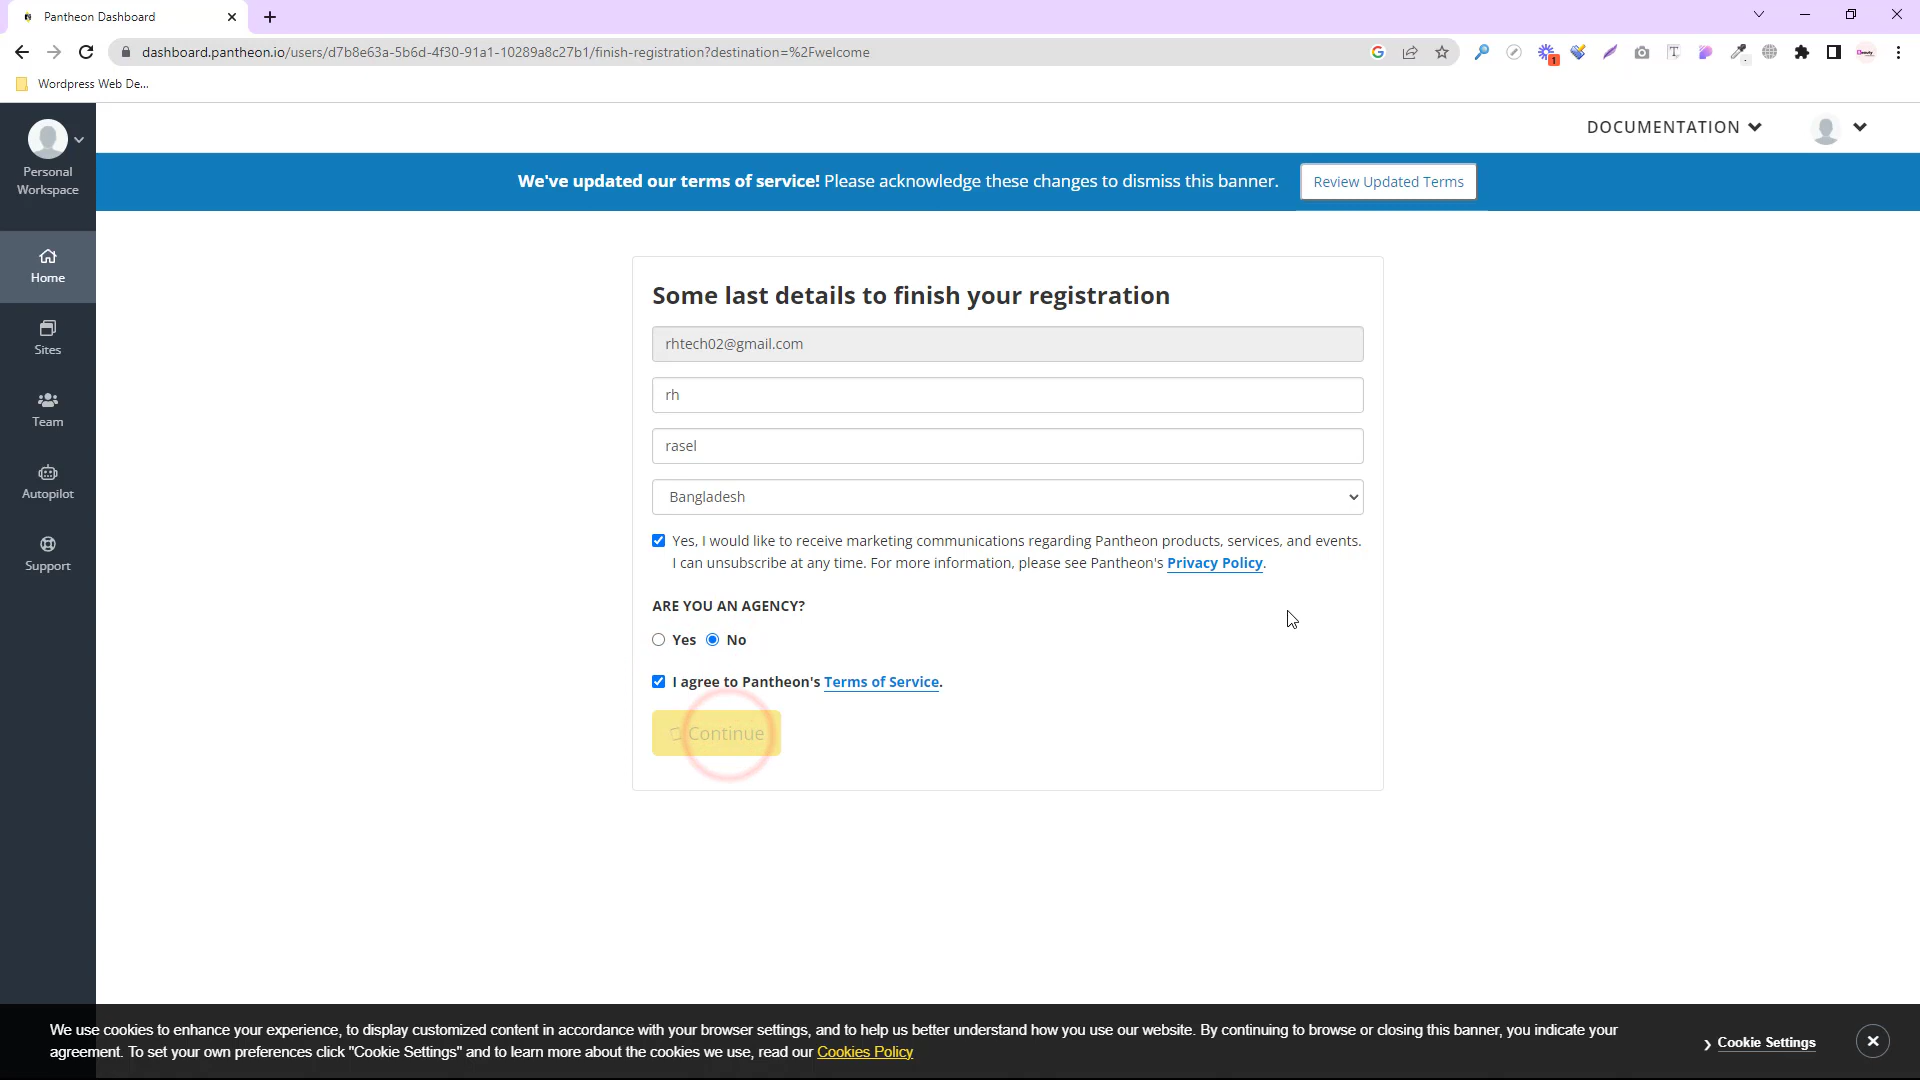 Pantheon Dashboard
dashboard.pantheon.io/users/d7b8e63a-5b6d-4f30-91a1-10289a8c27b1/finish-registration?destination=%2Fwelcome
1
Wordpress Web De...
Personal
Workspace
Home
Sites
Team
Autopilot
Support
DOCUMENTATION
We've updated our terms of service! Please acknowledge these changes to dismiss this banner.
Review Updated Terms
Some last details to finish your registration
rhtech02@gmail.com
rh
rasel
Bangladesh
Yes, I would like to receive marketing communications regarding Pantheon products, services, and events.
I can unsubscribe at any time. For more information, please see Pantheon's Privacy Policy.
ARE YOU AN AGENCY?
Yes No
I agree to Pantheon's Terms of Service.
Continue
We use cookies to enhance your experience, to display customized content in accordance with your browser settings, and to help us better understand how you use our website. By continuing to browse or closing this banner, you indicate your
agreement. To set your own preferences click "Cookie Settings" and to learn more about the cookies we use, read our Cookies Policy
Cookie Settings